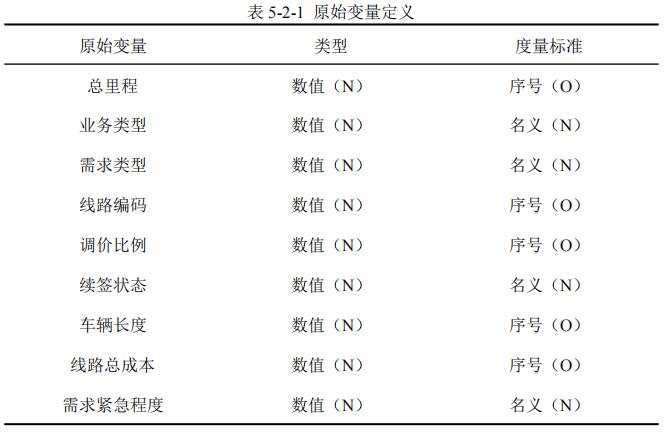 表 5-2-1 原始变量定义
原始变量 类型 度量标准
总里程 数值（N） 序号（O）
业务类型 数值（N） 名义（N）
需求类型 数值（N） 名义（N）
线路编码 数值（N） 序号（O）
调价比例 数值（N） 序号（O）
续签状态 数值（N） 名义（N）
车辆长度 数值（N） 序号（O）
线路总成本 数值（N） 序号（O）
需求紧急程度 数值（N） 名义（N）